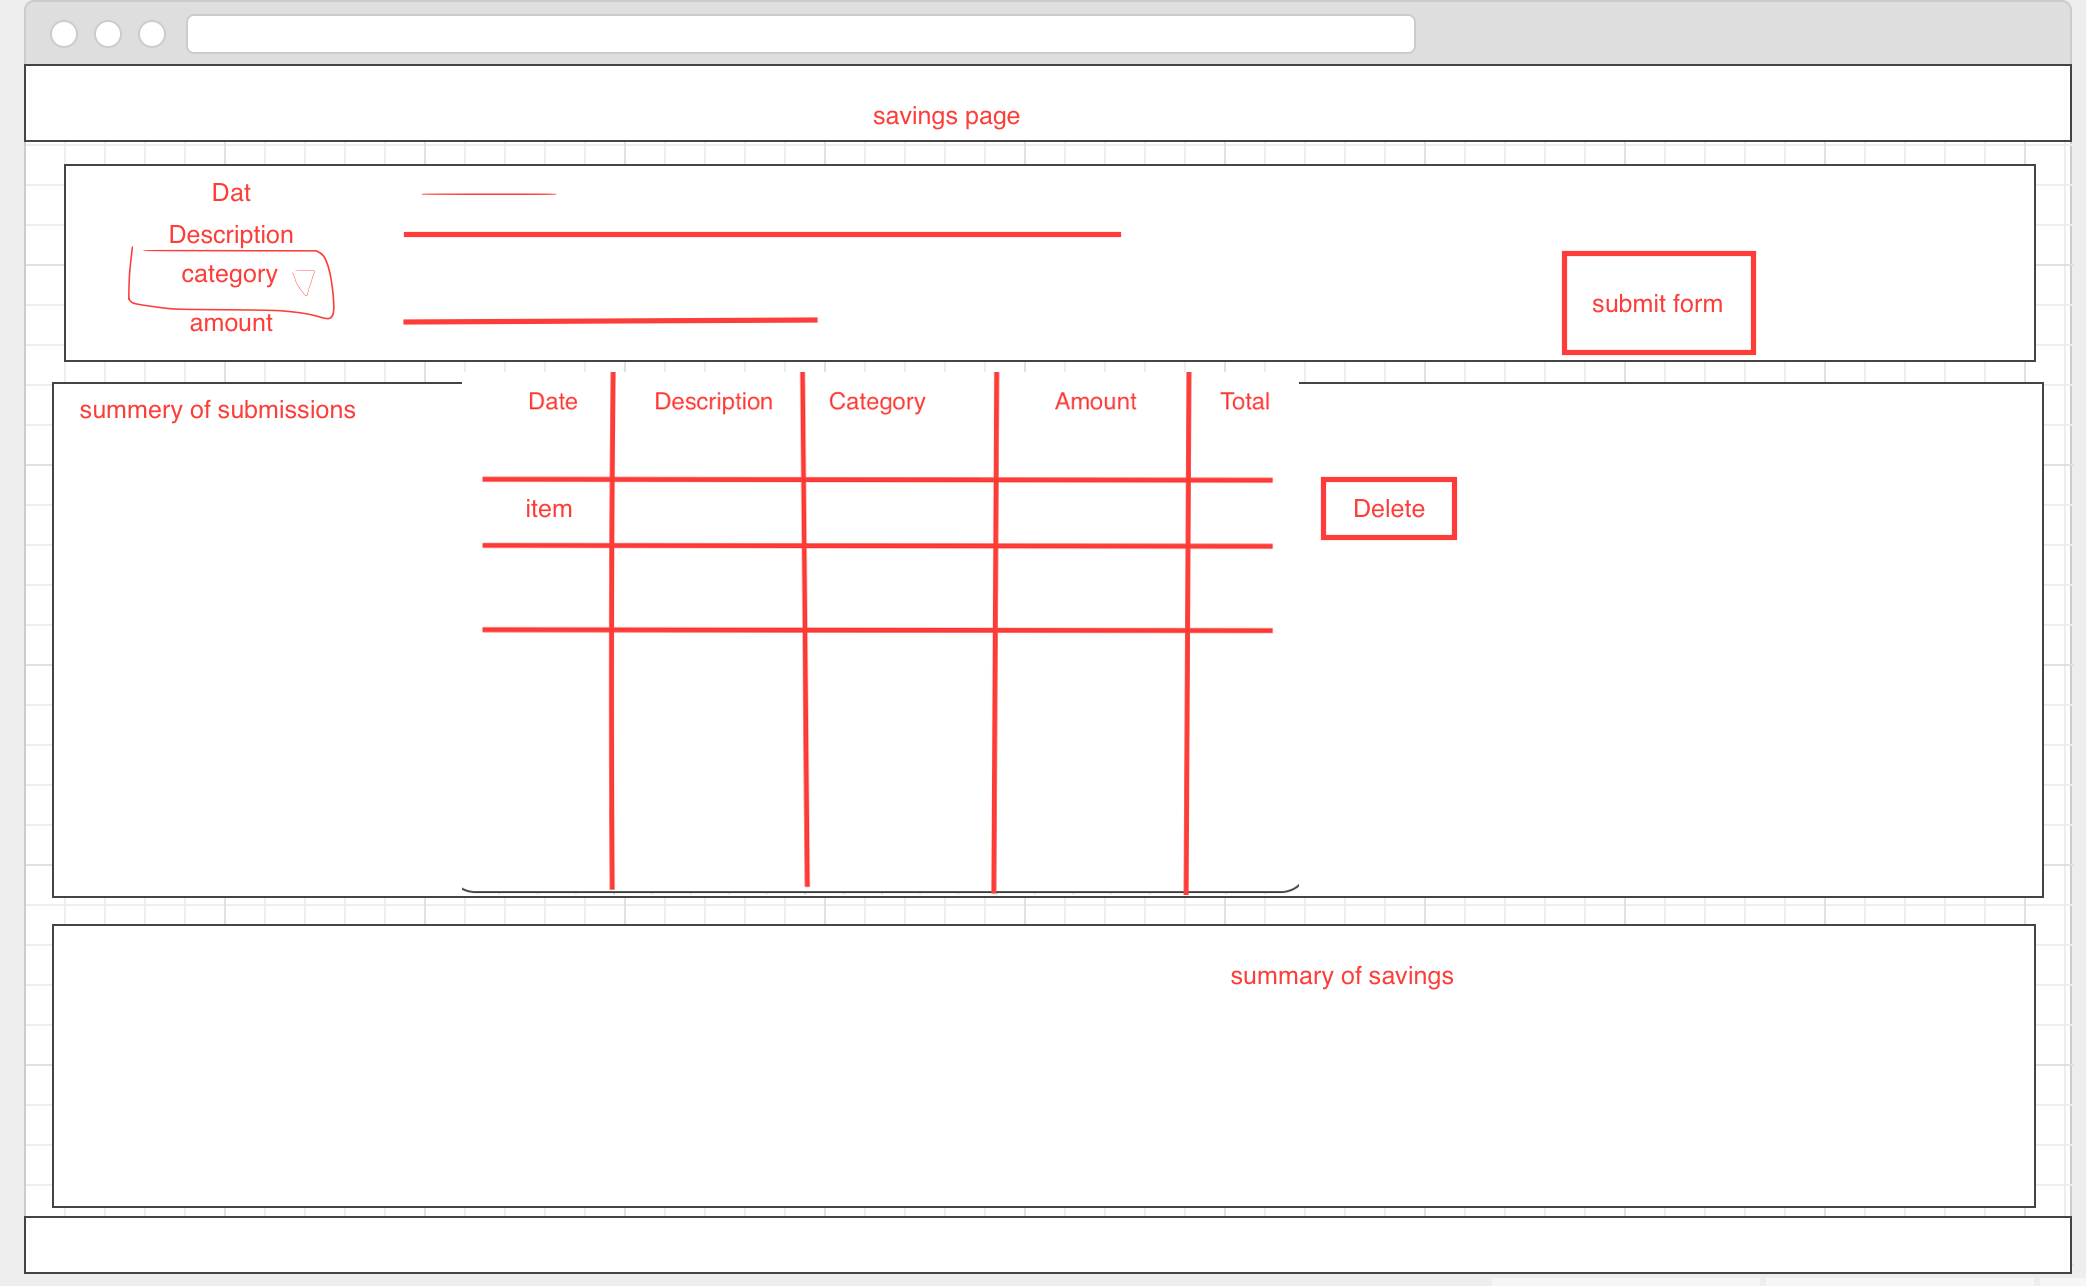 savings page
Dat
Description
category
amount
submit form
summery of submissions
Date Description Category Amount Total
item
Delete
summary of savings